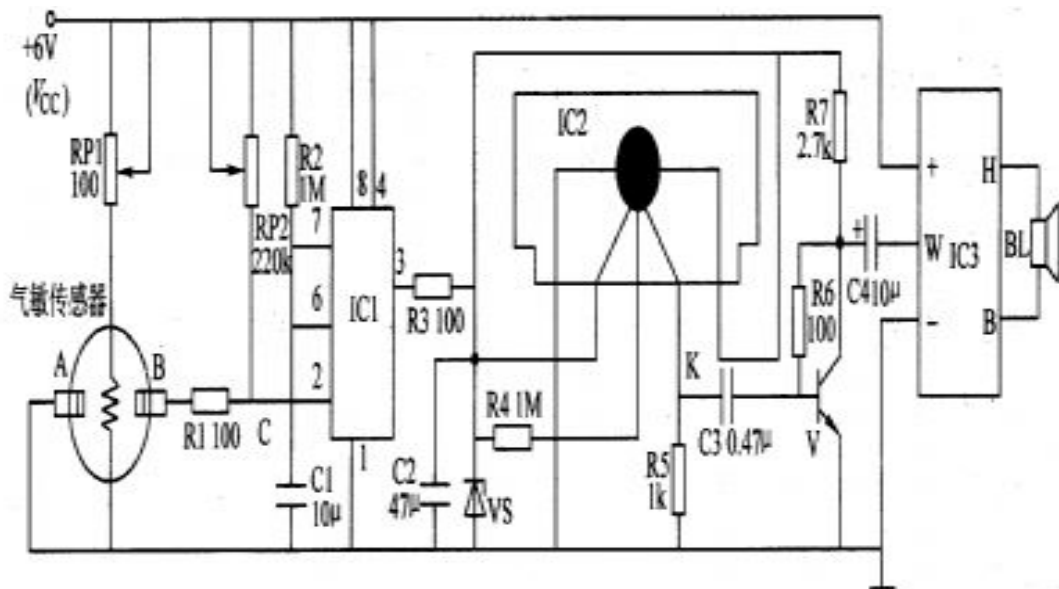 +6V
(VCC)
RP1
100
R2
1M
RP2
220k
8
4
7
6
2
3
1
IC1
R3 100
IC2
R7
2.7k
+
W
-
H
B
IC3
BL
+
C4
10μ
R6
100
气敏传感器
A
B
R1 100
C
C1
10μ
C2
47μ
R4 1M
VS
K
R5
1k
C3 0.47μ
V